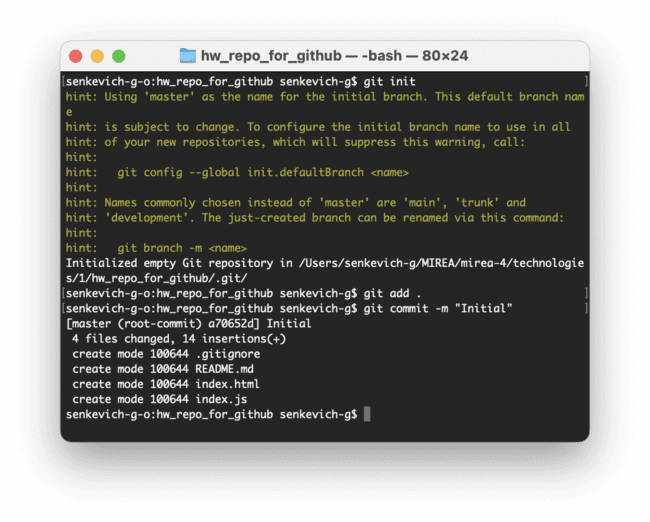 hw_repo_for_github — -bash — 80×24
[senkevich-g-o:hw_repo_for_github senkevich-g$ git init ]
hint: Using 'master' as the name for the initial branch. This default branch nam
e
hint: is subject to change. To configure the initial branch name to use in all
hint: of your new repositories, which will suppress this warning, call:
hint:
hint:   git config --global init.defaultBranch <name>
hint:
hint: Names commonly chosen instead of 'master' are 'main', 'trunk' and
hint: 'development'. The just-created branch can be renamed via this command:
hint:
hint:   git branch -m <name>
Initialized empty Git repository in /Users/senkevich-g/MIREA/mirea-4/technologie
s/1/hw_repo_for_github/.git/
[senkevich-g-o:hw_repo_for_github senkevich-g$ git add . ]
[senkevich-g-o:hw_repo_for_github senkevich-g$ git commit -m "Initial" ]
[master (root-commit) a70652d] Initial
 4 files changed, 14 insertions(+)
 create mode 100644 .gitignore
 create mode 100644 README.md
 create mode 100644 index.html
 create mode 100644 index.js
senkevich-g-o:hw_repo_for_github senkevich-g$